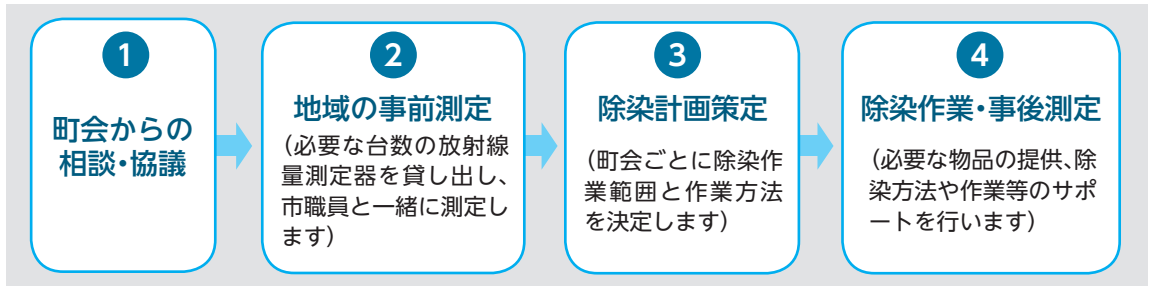 1
町会からの
相談・協議
2
地域の事前測定
（必要な台数の放射線
量測定器を貸し出し、
市職員と一緒に測定し
ます）
3
除染計画策定
（町会ごとに除染作
業範囲と作業方法
を決定します）
4
除染作業・事後測定
（必要な物品の提供、除
染方法や作業等のサポ
ートを行います）